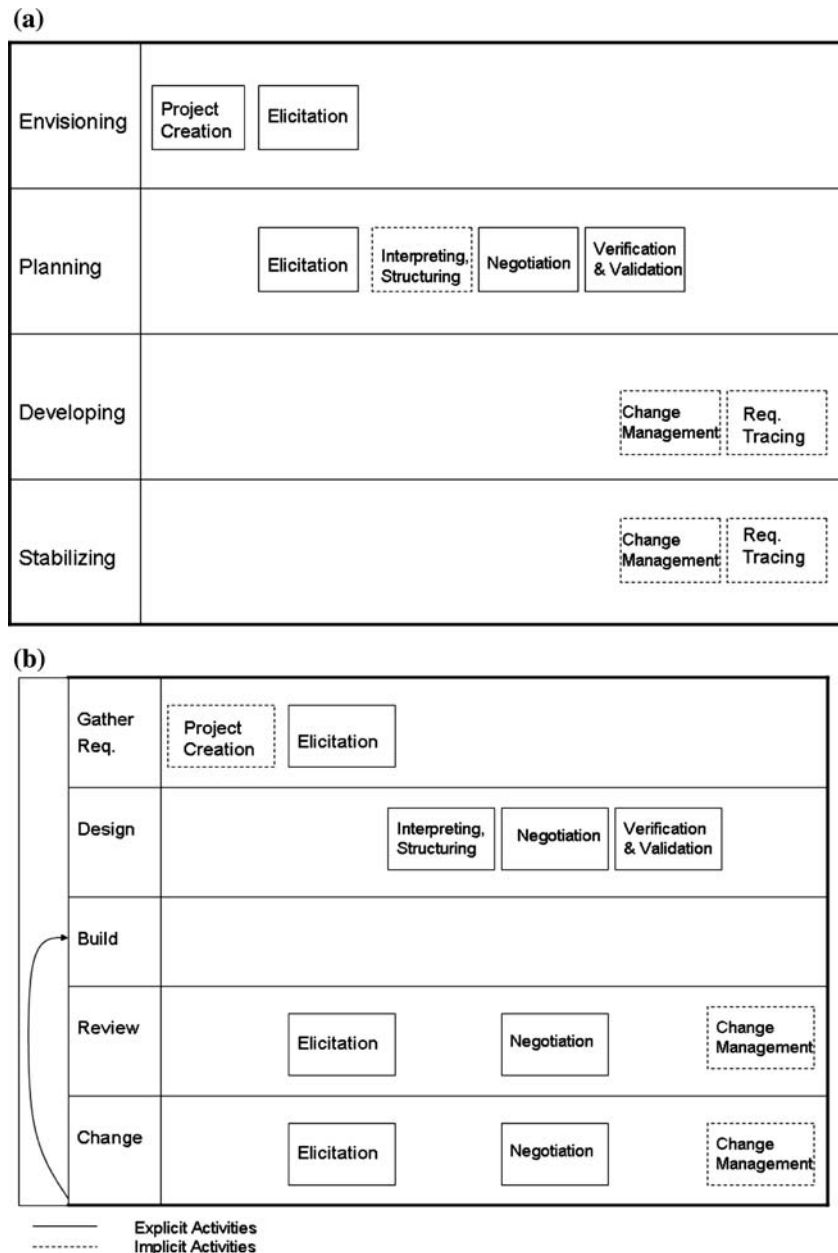 (a)
Envisioning
Project
Creation
Elicitation
Planning
Elicitation
Interpreting,
Structuring
Negotiation
Verification
& Validation
Developing
Change
Management
Req.
Tracing
Stabilizing
Change
Management
Req.
Tracing
(b)
Gather
Req.
Project
Creation
Elicitation
Design
Interpreting,
Structuring
Negotiation
Verification
& Validation
Build
Review
Elicitation
Negotiation
Change
Management
Change
Elicitation
Negotiation
Change
Management
Explicit Activities
Implicit Activities